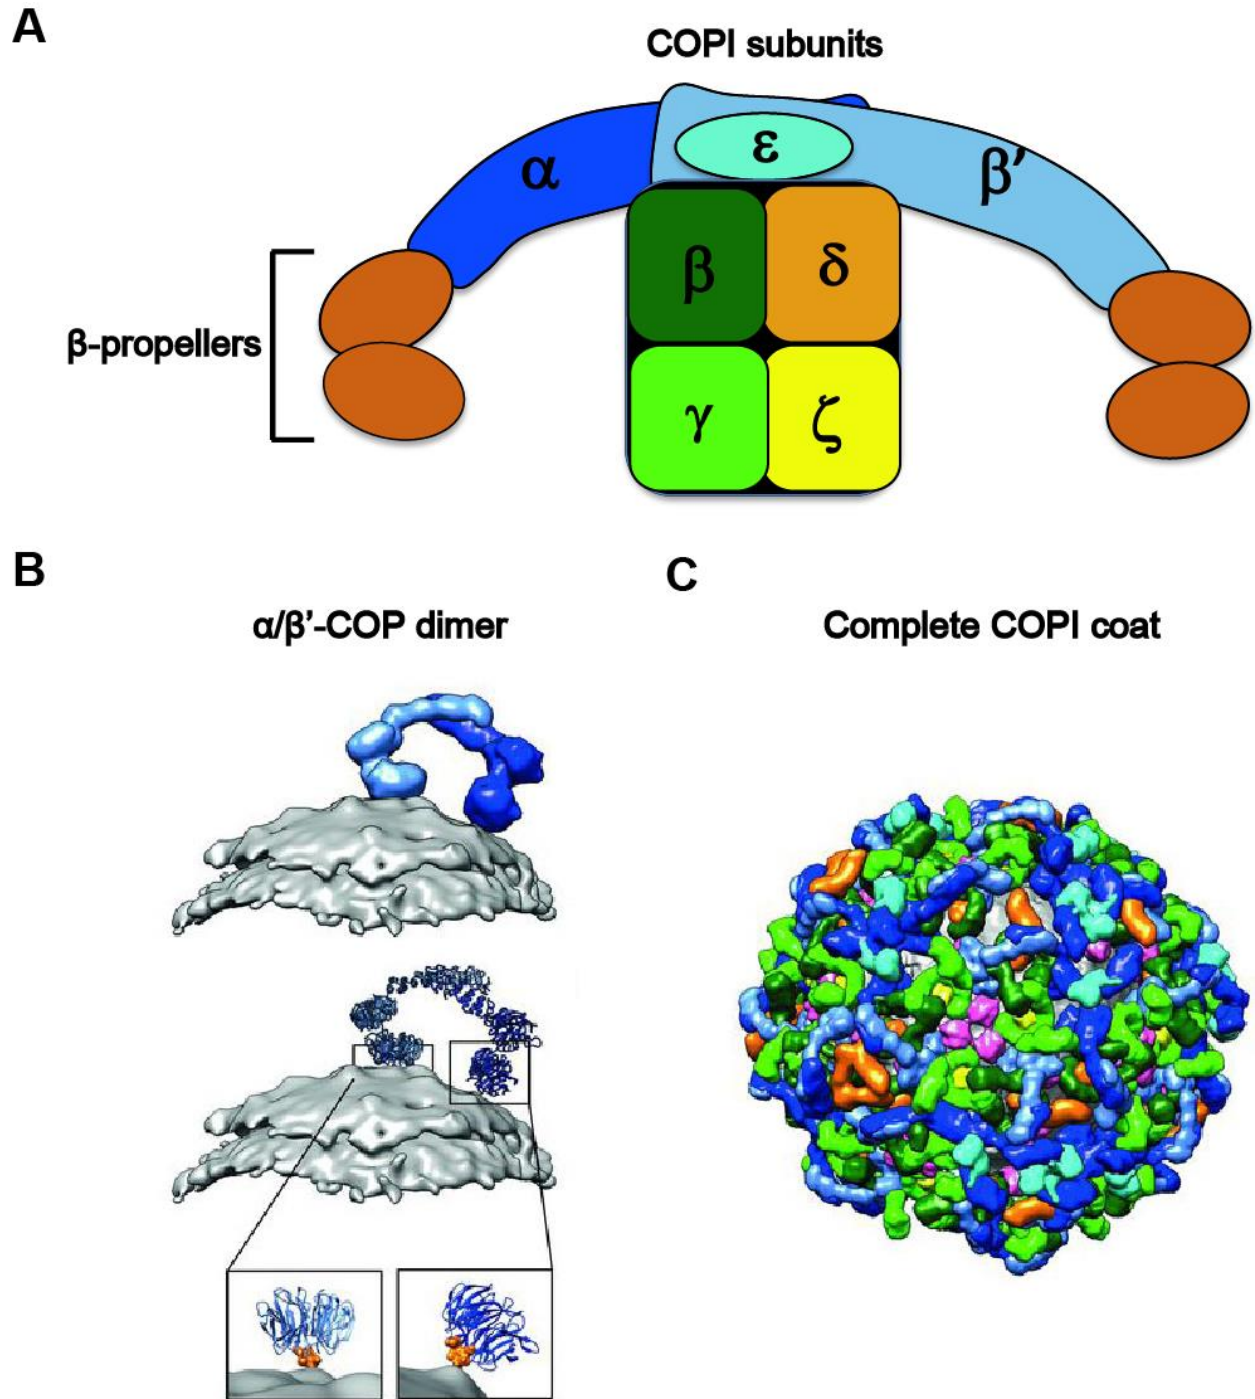 A
COPI subunits
α
ε
β’
β
δ
β-propellers
γ
ζ
B
C
α/β’-COP dimer
Complete COPI coat